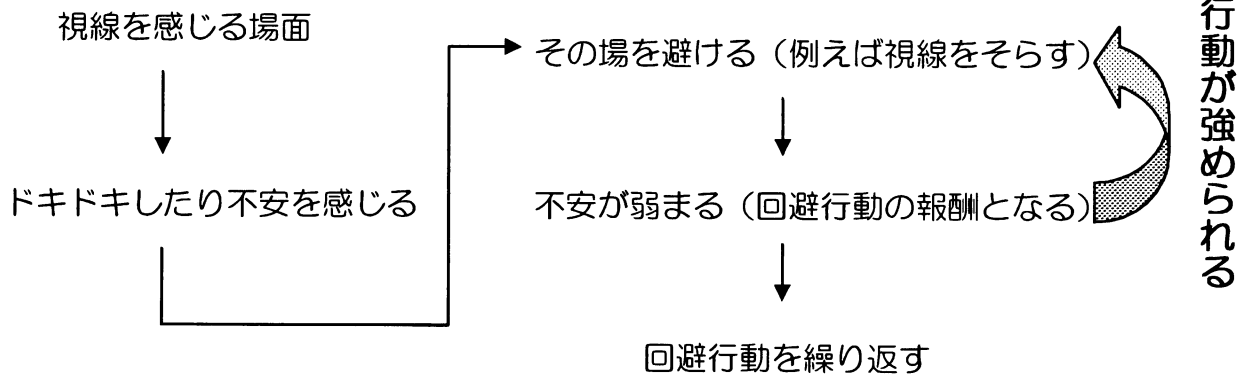 視線を感じる場面
ドキドキしたり不安を感じる
その場を避ける（例えば視線をそらす）
不安が弱まる（回避行動の報酬となる）
回避行動を繰り返す
行動が強められる